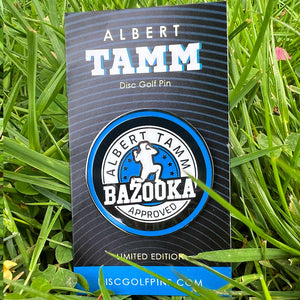 ALBERT
TAMM
Disc Golf Pin
ALBERT TAMM
BAZOOKA
APPROVED
LIMITED EDITION
DISCGOLFPINS.COM